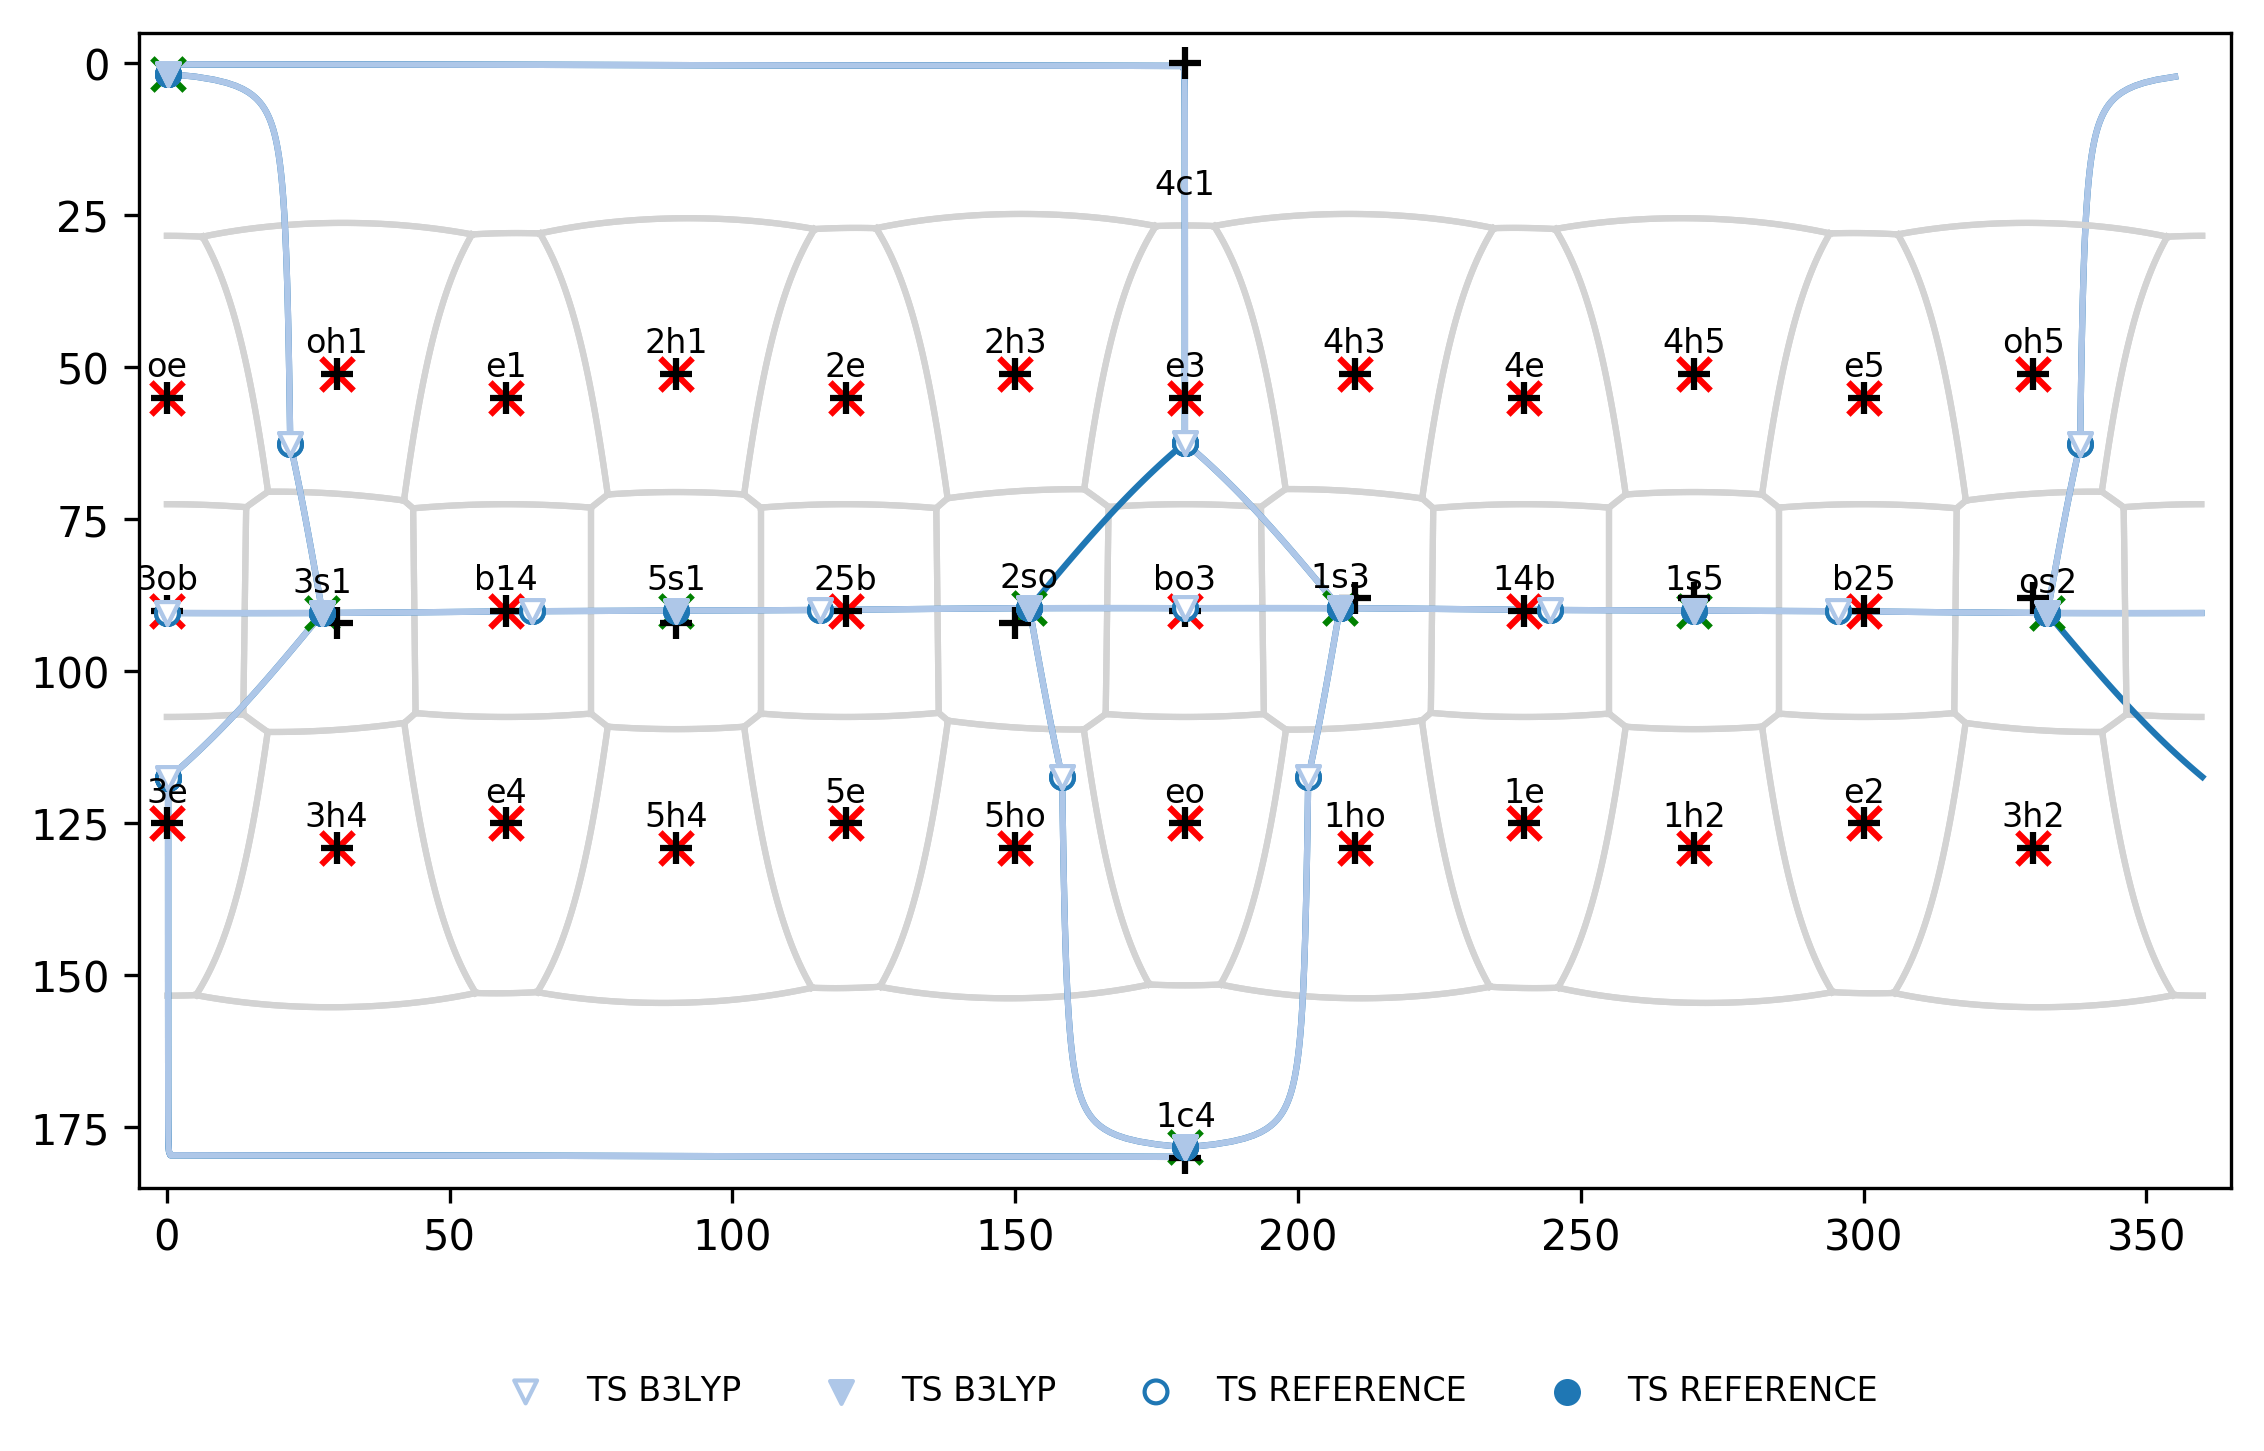 0
4c1
25
oh1 2h1 2h3 4h3 4h5 oh5
50 oe e1 2e e3 4e e5
75
3ob 3s1 b14 5s1 25b 2so bo3 1s3 14b 1s5 b25 os2
100
3e e4 5e eo 1e e2
125 3h4 5h4 5ho 1ho 1h2 3h2
150
1c4
175
0 50 100 150 200 250 300 350
TS B3LYP TS B3LYP TS REFERENCE TS REFERENCE